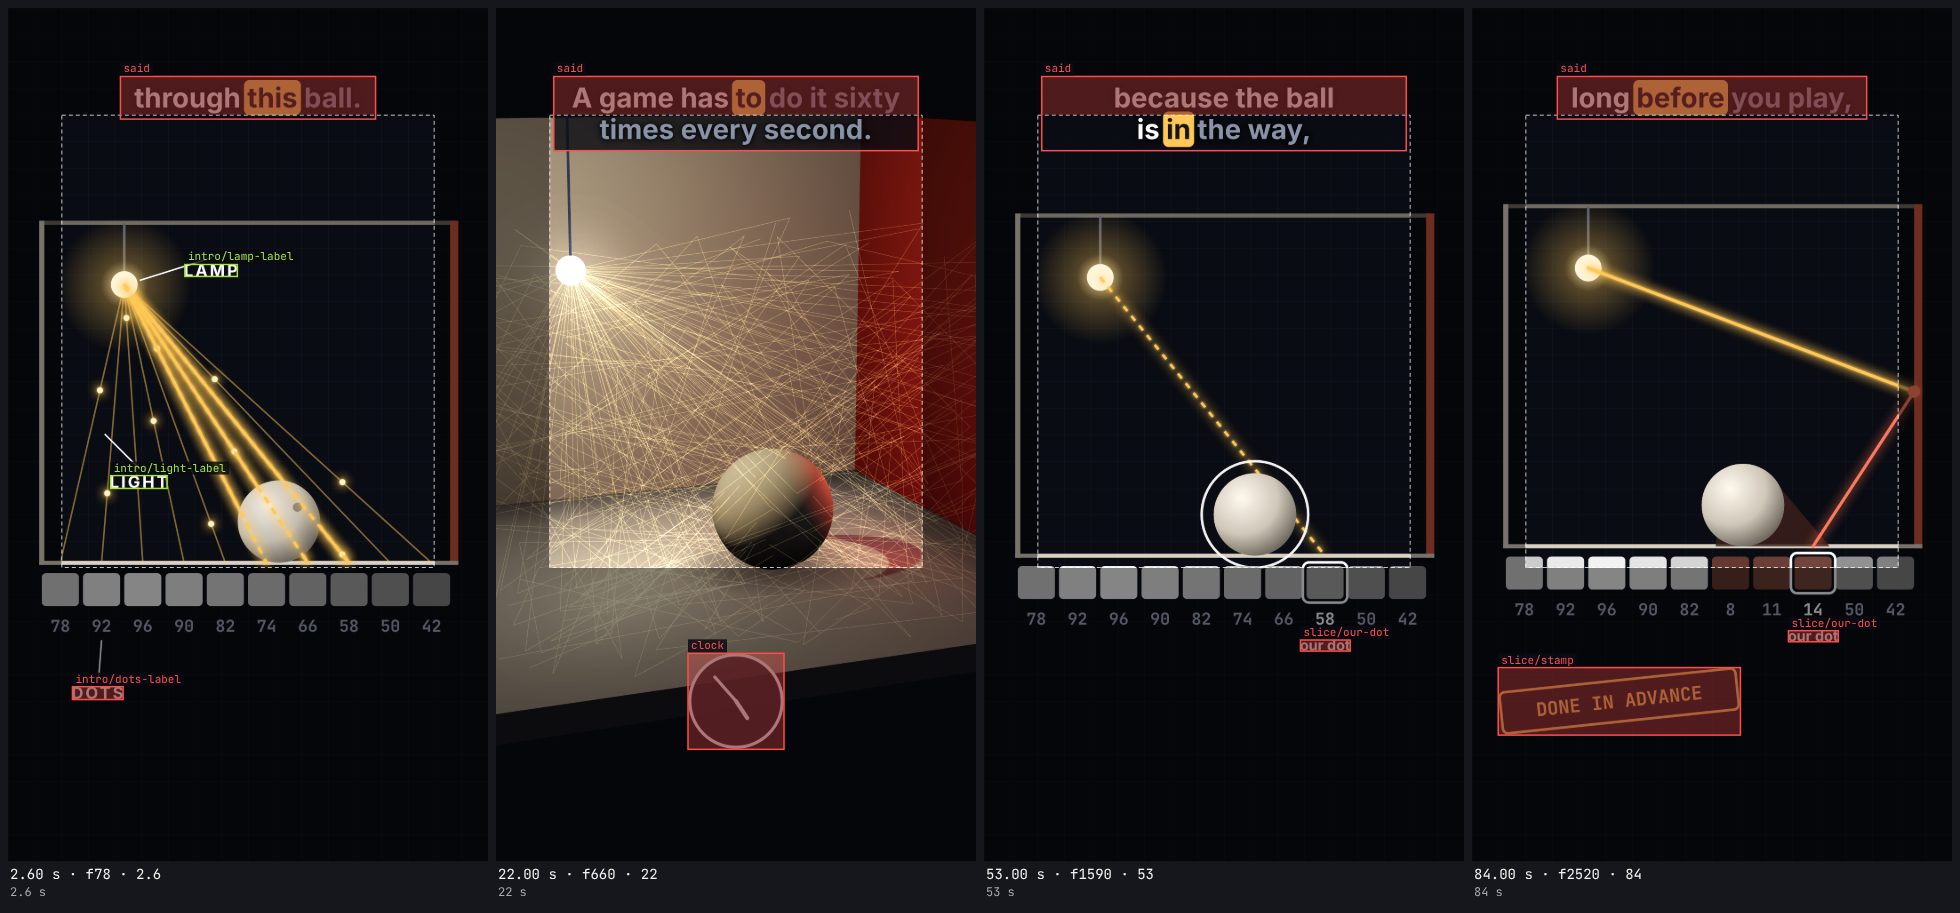 said
through this ball.
intro/lamp-label
LAMP
intro/light-label
LIGHT
78 92 96 90 82 74 66 58 50 42
intro/dots-label
DOTS
2.60 s · f78 · 2.6
2.6 s
said
A game has to do it sixty
times every second.
clock
22.00 s · f660 · 22
22 s
said
because the ball
is in the way,
78 92 96 90 82 74 66 58 50 42
slice/our-dot
our dot
53.00 s · f1590 · 53
53 s
said
long before you play,
78 92 96 90 82 8 11 14 50 42
slice/our-dot
our dot
slice/stamp
DONE IN ADVANCE
84.00 s · f2520 · 84
84 s